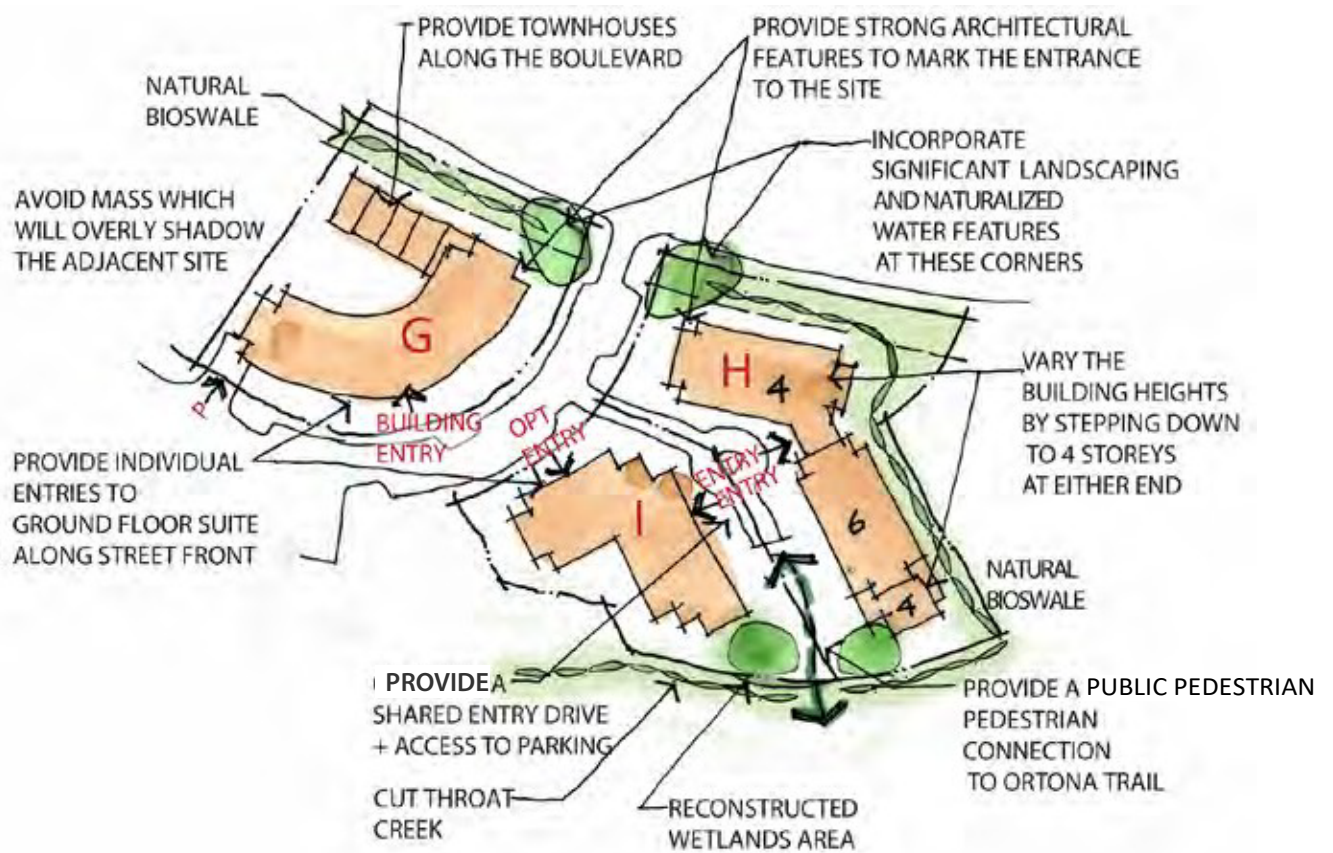 PROVIDE TOWNHOUSES
ALONG THE BOULEVARD
PROVIDE STRONG ARCHITECTURAL
FEATURES TO MARK THE ENTRANCE
TO THE SITE
NATURAL
BIOSWALE
INCORPORATE
SIGNIFICANT LANDSCAPING
AND NATURALIZED
WATER FEATURES
AT THESE CORNERS
AVOID MASS WHICH
WILL OVERLY SHADOW
THE ADJACENT SITE
G
H
4
VARY THE
BUILDING HEIGHTS
BY STEPPING DOWN
TO 4 STOREYS
AT EITHER END
P
BUILDING
ENTRY
OPT
ENTRY
ENTRY
ENTRY
PROVIDE INDIVIDUAL
ENTRIES TO
GROUND FLOOR SUITE
ALONG STREET FRONT
I
6
4
NATURAL
BIOSWALE
PROVIDE A
SHARED ENTRY DRIVE
+ ACCESS TO PARKING
PROVIDE A PUBLIC PEDESTRIAN
PEDESTRIAN
CONNECTION
TO ORTONA TRAIL
CUT THROAT
CREEK
RECONSTRUCTED
WETLANDS AREA